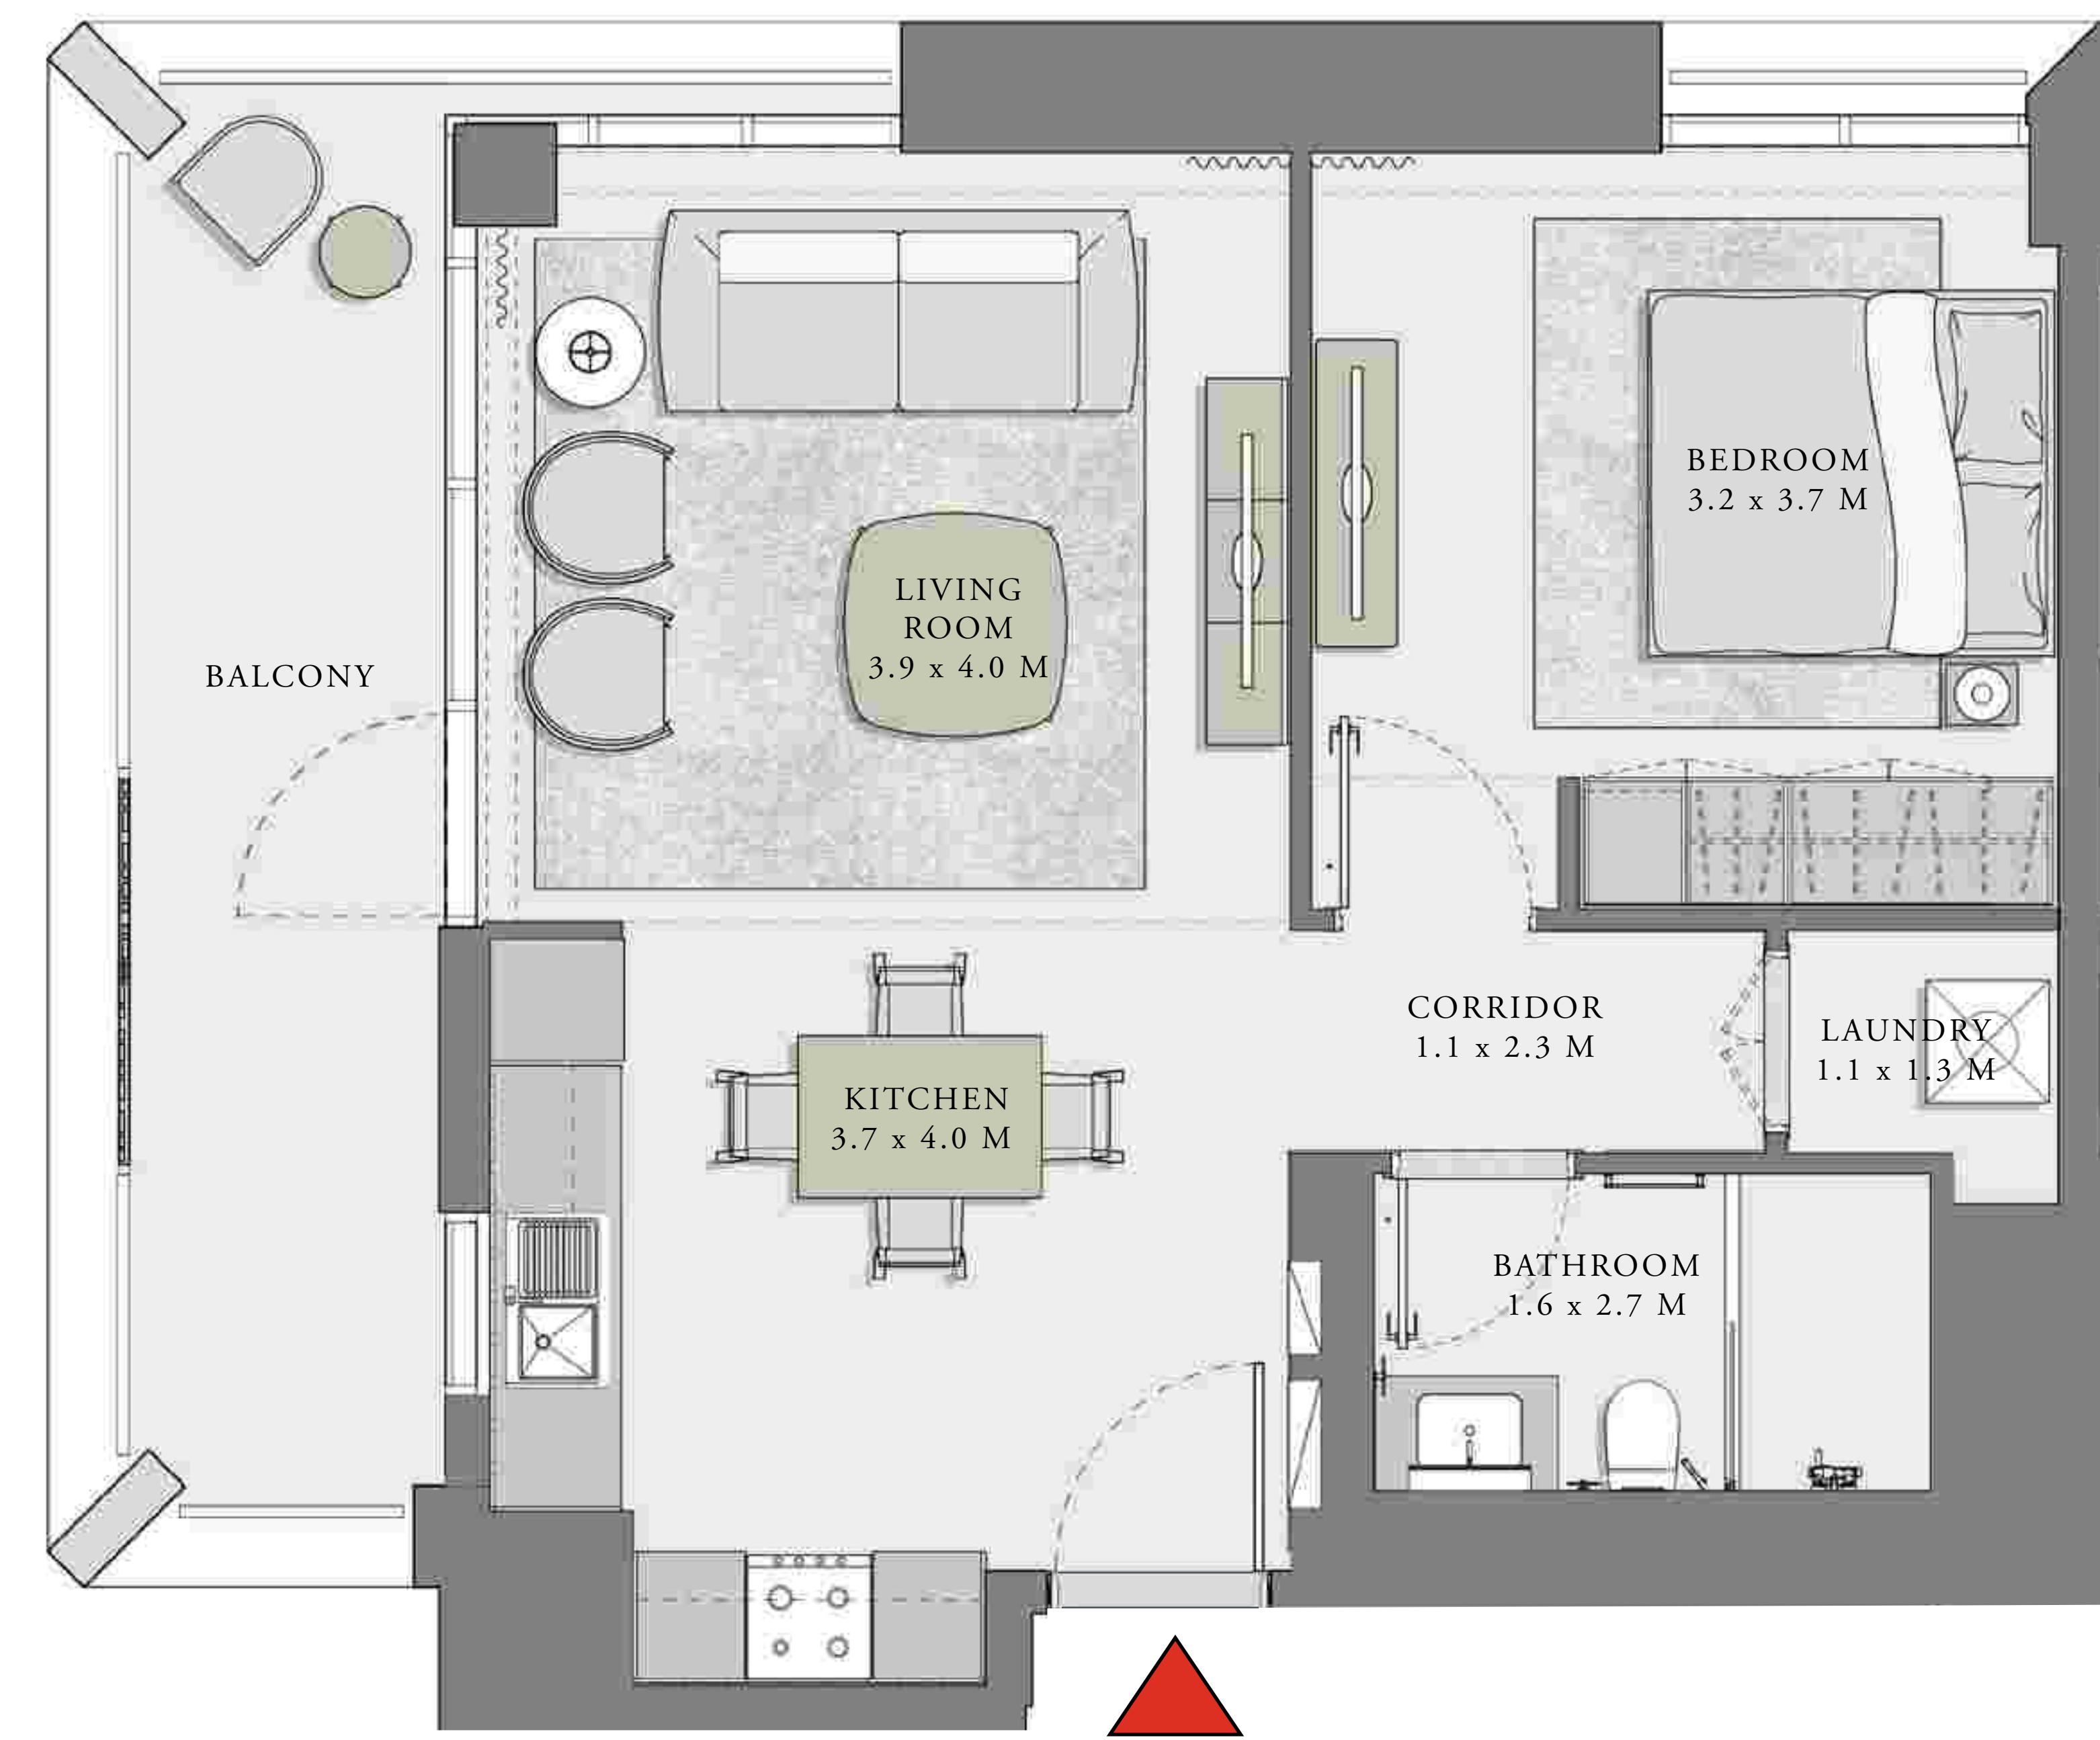 BEDROOM
3.2 x 3.7 M
LIVING
ROOM
3.9 x 4.0 M
BALCONY
CORRIDOR
1.1 x 2.3 M
LAUNDRY
1.1 x 1.3 M
KITCHEN
3.7 x 4.0 M
BATHROOM
1.6 x 2.7 M